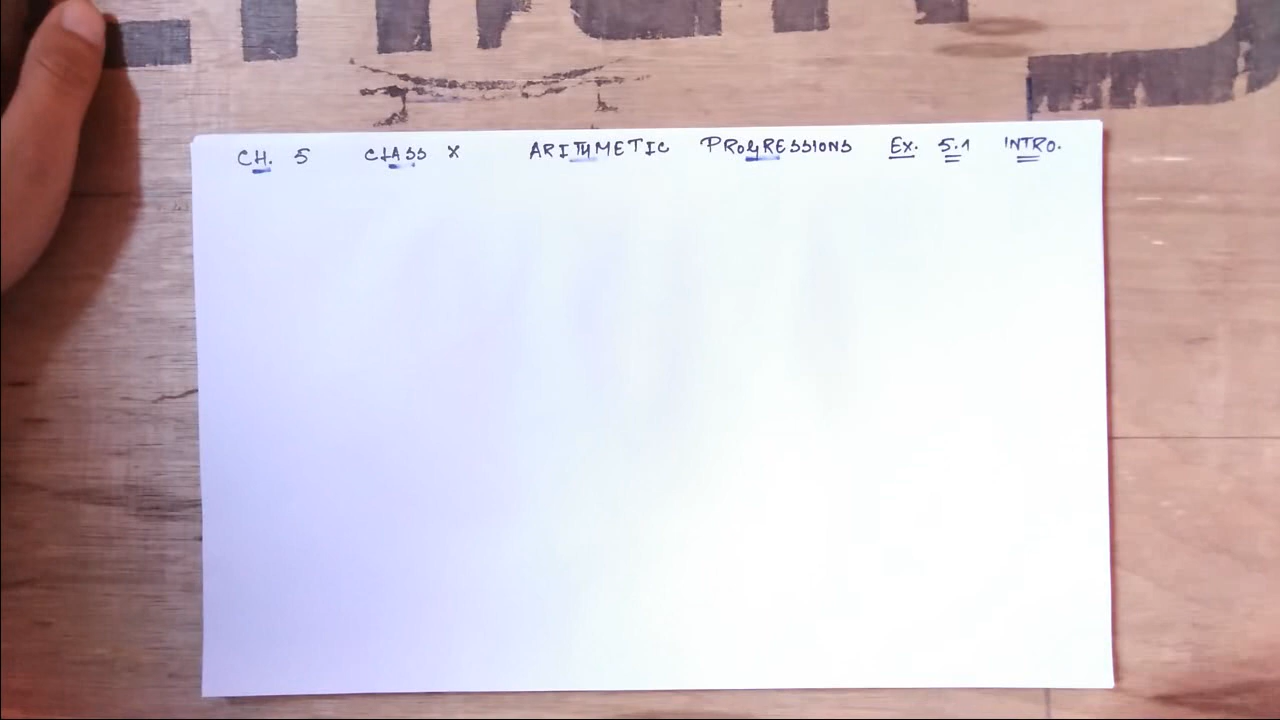 CH. 5 CLASS X ARITHMETIC PROGRESSIONS Ex. 5.1 INTRO.